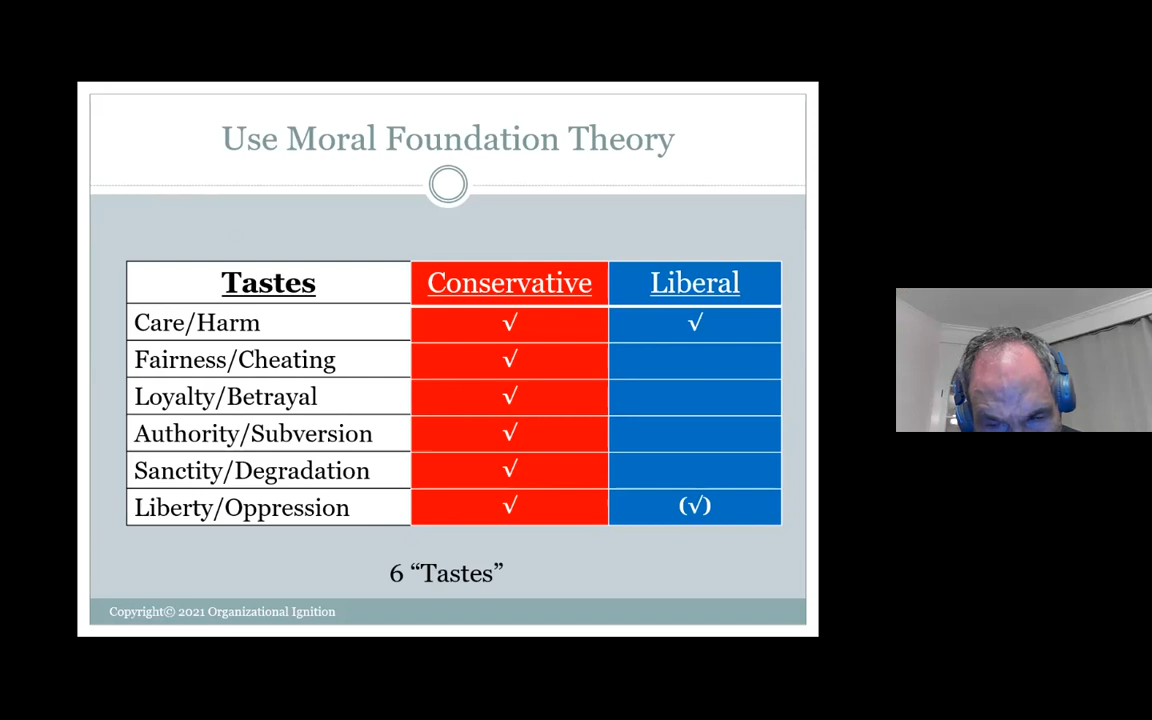 Use Moral Foundation Theory
Tastes Conservative Liberal
Care/Harm √ √
Fairness/Cheating √
Loyalty/Betrayal √
Authority/Subversion √
Sanctity/Degradation √
Liberty/Oppression √ (√)
6 “Tastes”
Copyright© 2021 Organizational Ignition